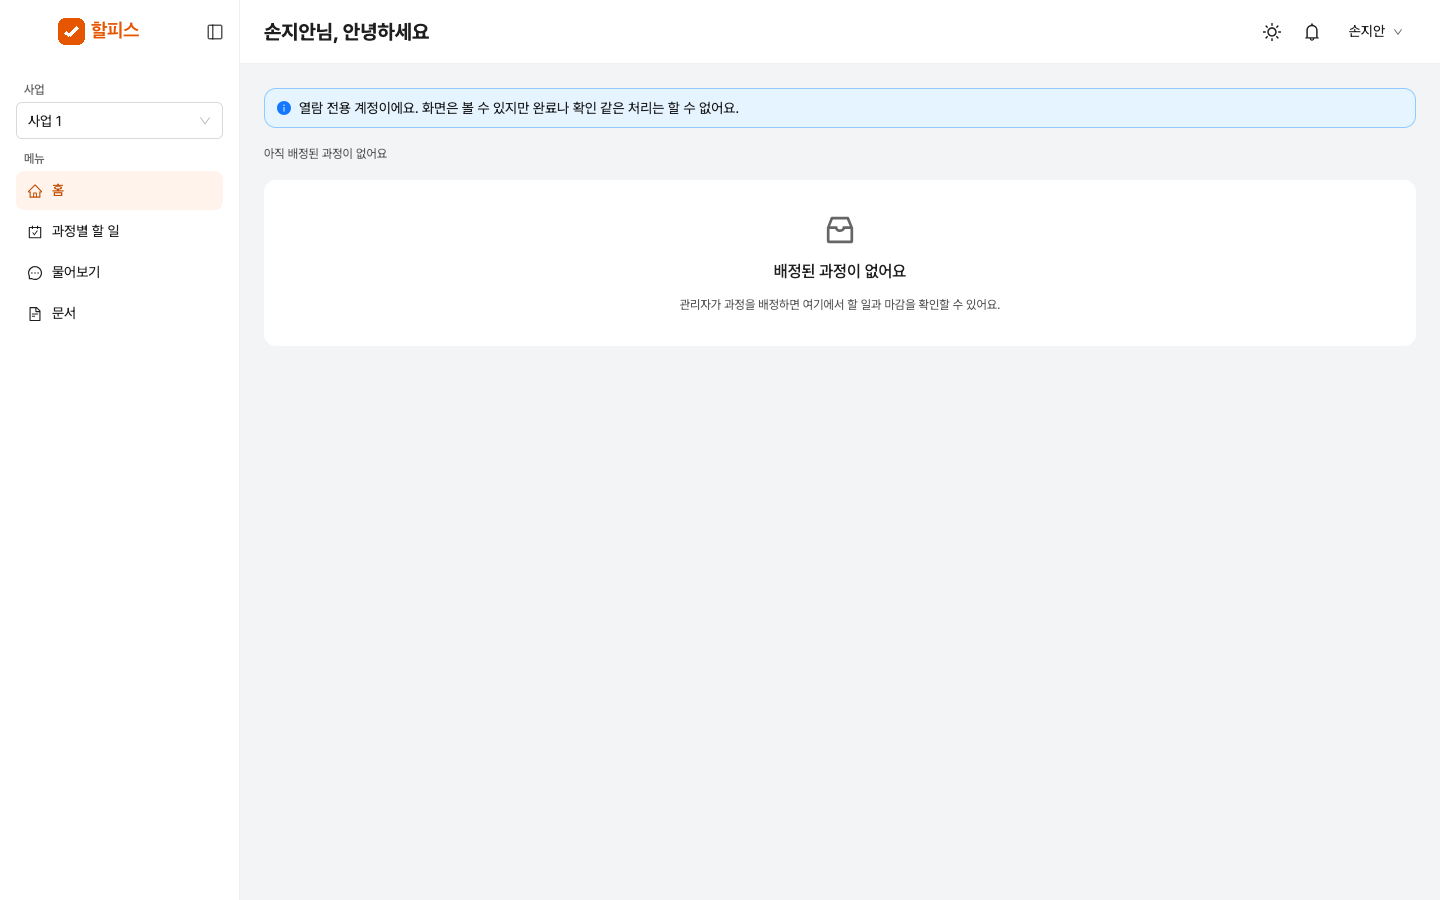 할피스
사업
사업 1
메뉴
홈
과정별 할 일
물어보기
문서
손지안님, 안녕하세요
손지안
열람 전용 계정이에요. 화면은 볼 수 있지만 완료나 확인 같은 처리는 할 수 없어요.
아직 배정된 과정이 없어요
배정된 과정이 없어요
관리자가 과정을 배정하면 여기에서 할 일과 마감을 확인할 수 있어요.